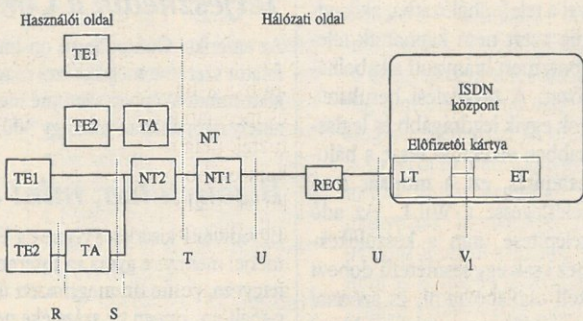 Használói oldal
Hálózati oldal
TE1
TE2
TA
NT
ISDN
központ
Előfizetői kártya
TE1
NT2
NT1
REG
LT
ET
TE2
TA
T
U
U
V₁
R
S